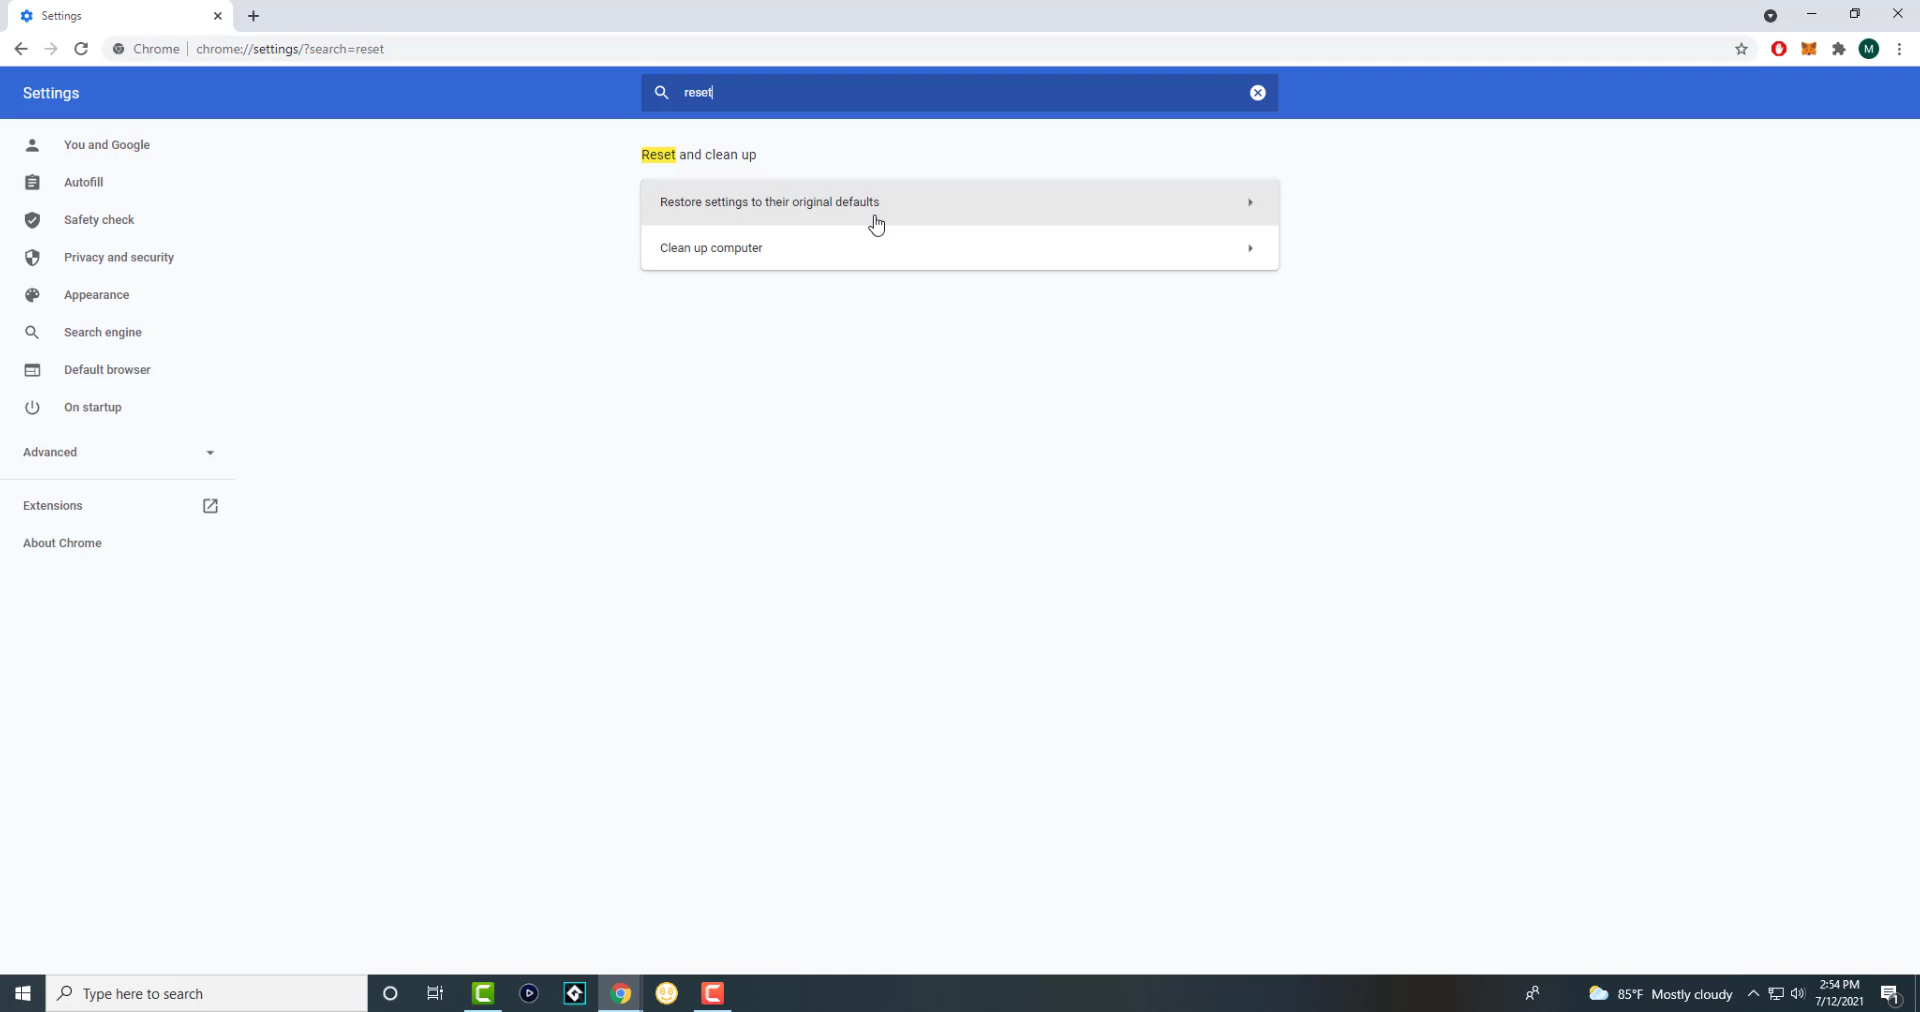 Settings
Chrome
chrome://settings/?search=reset
M
Settings
reset
You and Google
Autofill
Safety check
Privacy and security
Appearance
Search engine
Default browser
On startup
Advanced
Extensions
About Chrome
Reset and clean up
Restore settings to their original defaults
Clean up computer
Type here to search
85°F Mostly cloudy
2:54 PM
7/12/2021
1